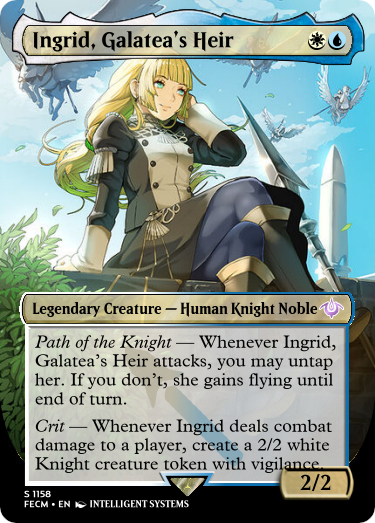 Ingrid, Galatea's Heir
Legendary Creature — Human Knight Noble
Path of the Knight — Whenever Ingrid,
Galatea's Heir attacks, you may untap
her. If you don't, she gains flying until
end of turn.
Crit — Whenever Ingrid deals combat
damage to a player, create a 2/2 white
Knight creature token with vigilance.
2/2
S 1158
FECM • EN INTELLIGENT SYSTEMS